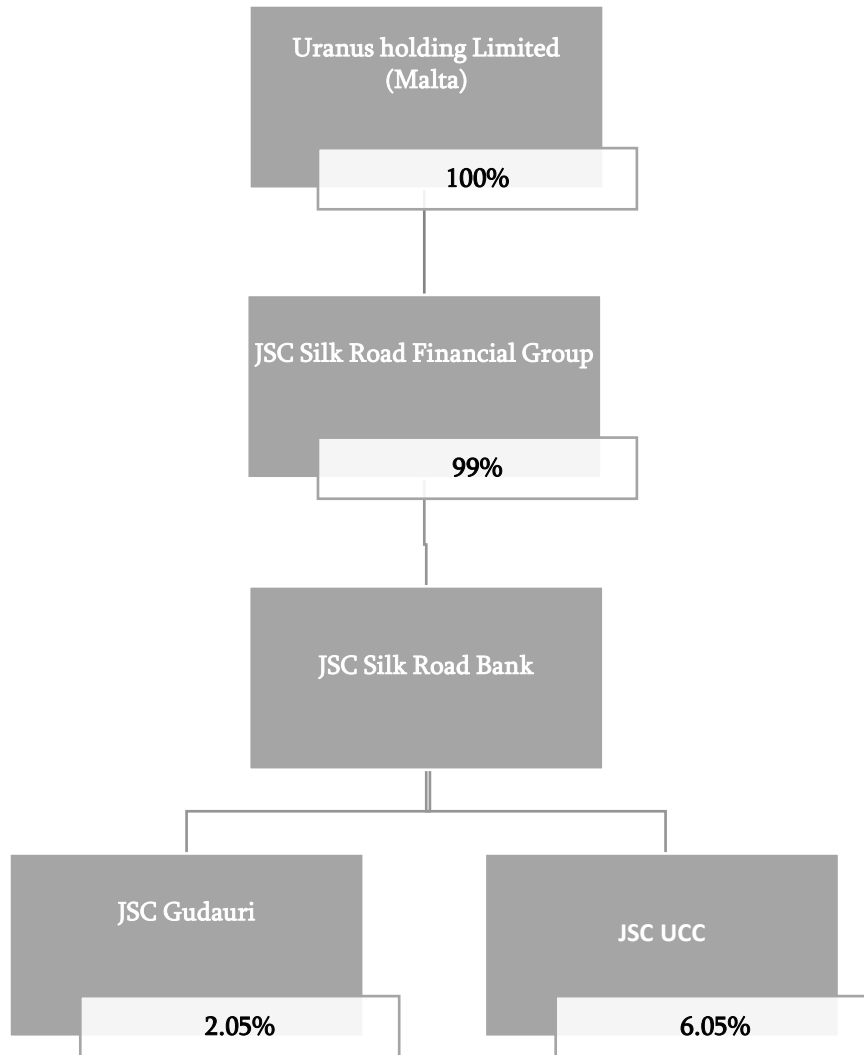 Uranus holding Limited
(Malta)
100%
JSC Silk Road Financial Group
99%
JSC Silk Road Bank
JSC Gudauri
JSC UCC
2.05%
6.05%